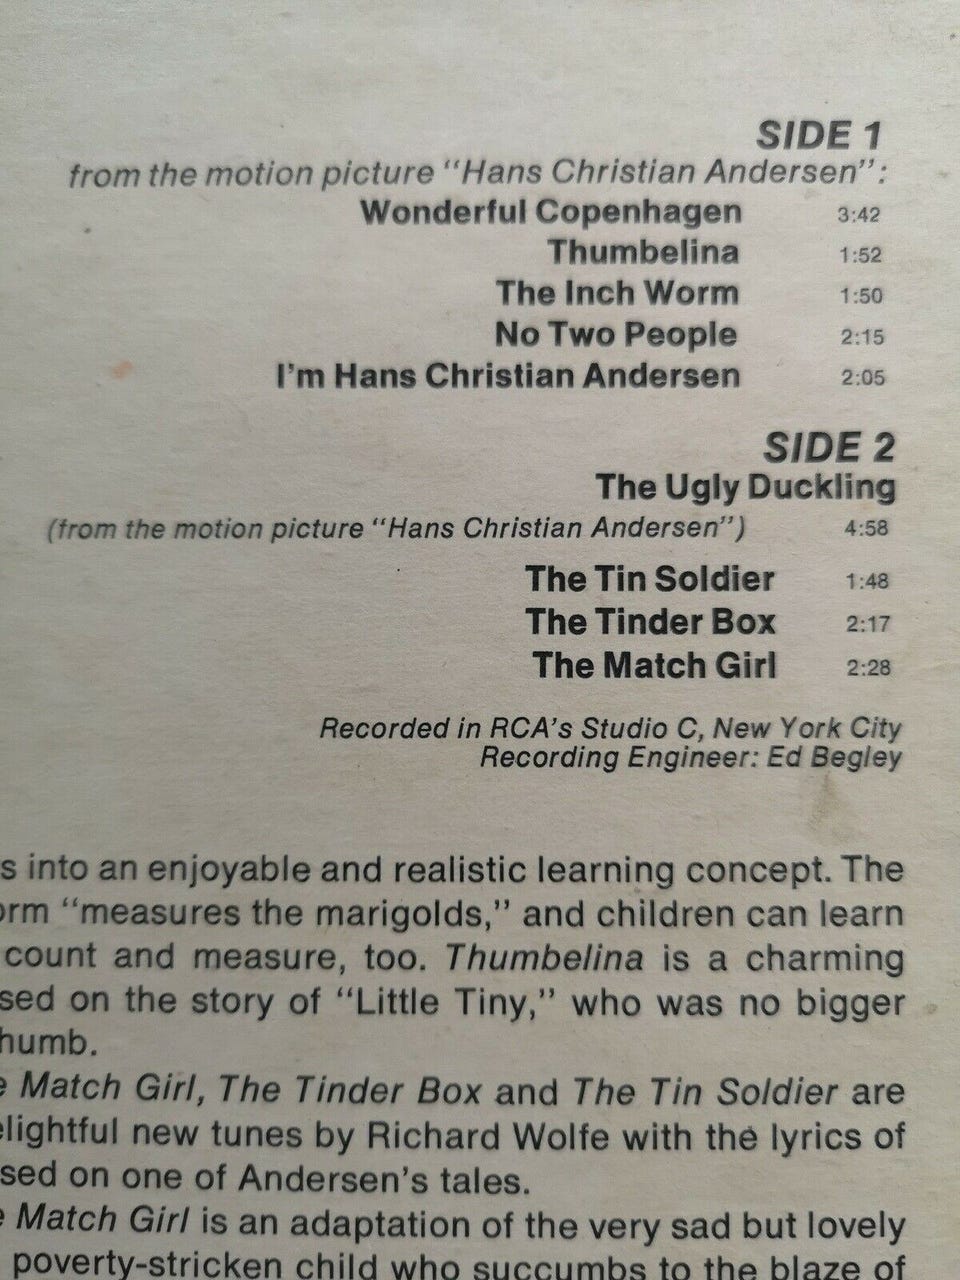 SIDE 1
from the motion picture "Hans Christian Andersen":
Wonderful Copenhagen 3:42
Thumbelina 1:52
The Inch Worm 1:50
No Two People 2:15
I'm Hans Christian Andersen 2:05
SIDE 2
The Ugly Duckling
(from the motion picture "Hans Christian Andersen") 4:58
The Tin Soldier 1:48
The Tinder Box 2:17
The Match Girl 2:28
Recorded in RCA's Studio C, New York City
Recording Engineer: Ed Begley
s into an enjoyable and realistic learning concept. The
orm "measures the marigolds," and children can learn
count and measure, too. Thumbelina is a charming
sed on the story of "Little Tiny," who was no bigger
humb.
e Match Girl, The Tinder Box and The Tin Soldier are
elightful new tunes by Richard Wolfe with the lyrics of
sed on one of Andersen's tales.
e Match Girl is an adaptation of the very sad but lovely
poverty-stricken child who succumbs to the blaze of